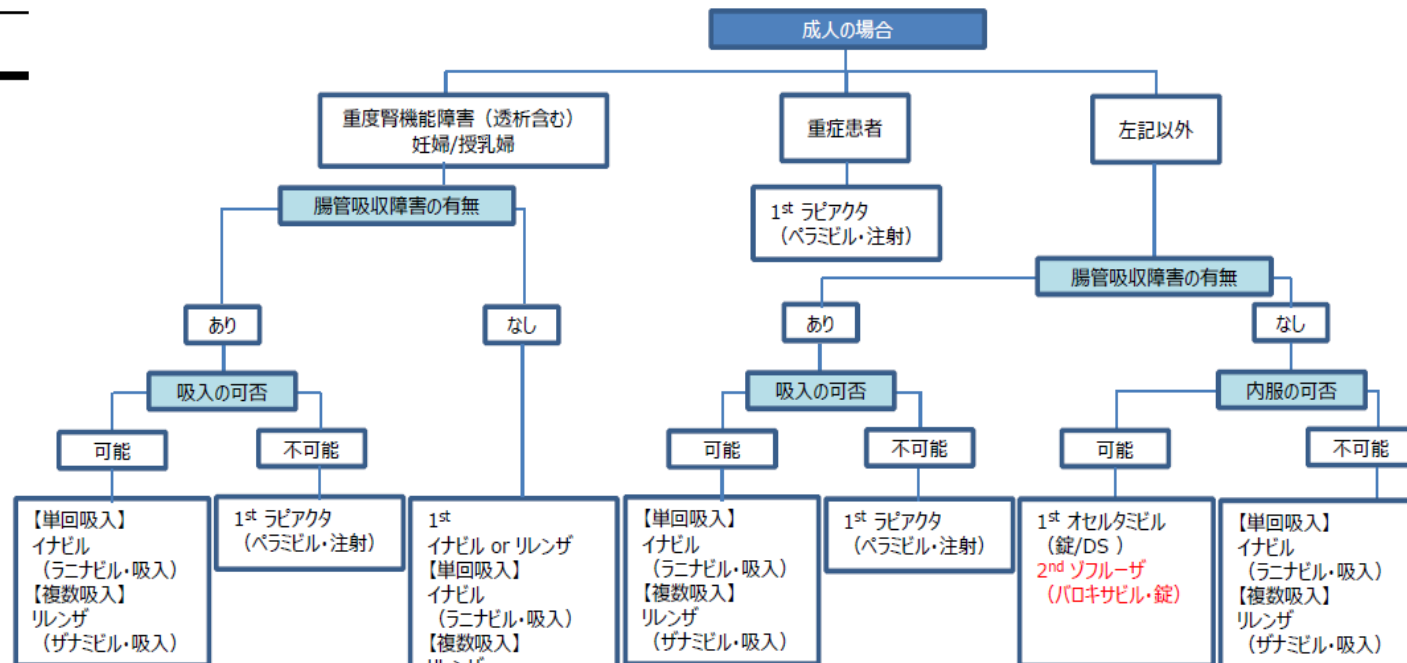 成人の場合
重度腎機能障害（透析含む）
妊婦/授乳婦
重症患者
左記以外
腸管吸収障害の有無
1st ラピアクタ
（ペラミビル・注射）
腸管吸収障害の有無
あり
なし
あり
なし
吸入の可否
吸入の可否
内服の可否
可能
不可能
可能
不可能
可能
不可能
【単回吸入】
イナビル
（ラニナビル・吸入）
【複数吸入】
リレンザ
（ザナミビル・吸入）
1st ラピアクタ
（ペラミビル・注射）
1st
イナビル or リレンザ
【単回吸入】
イナビル
（ラニナビル・吸入）
【複数吸入】
【単回吸入】
イナビル
（ラニナビル・吸入）
【複数吸入】
リレンザ
（ザナミビル・吸入）
1st ラピアクタ
（ペラミビル・注射）
1st オセルタミビル
（錠/DS ）
2nd ゾフルーザ
（バロキサビル・錠）
【単回吸入】
イナビル
（ラニナビル・吸入）
【複数吸入】
リレンザ
（ザナミビル・吸入）